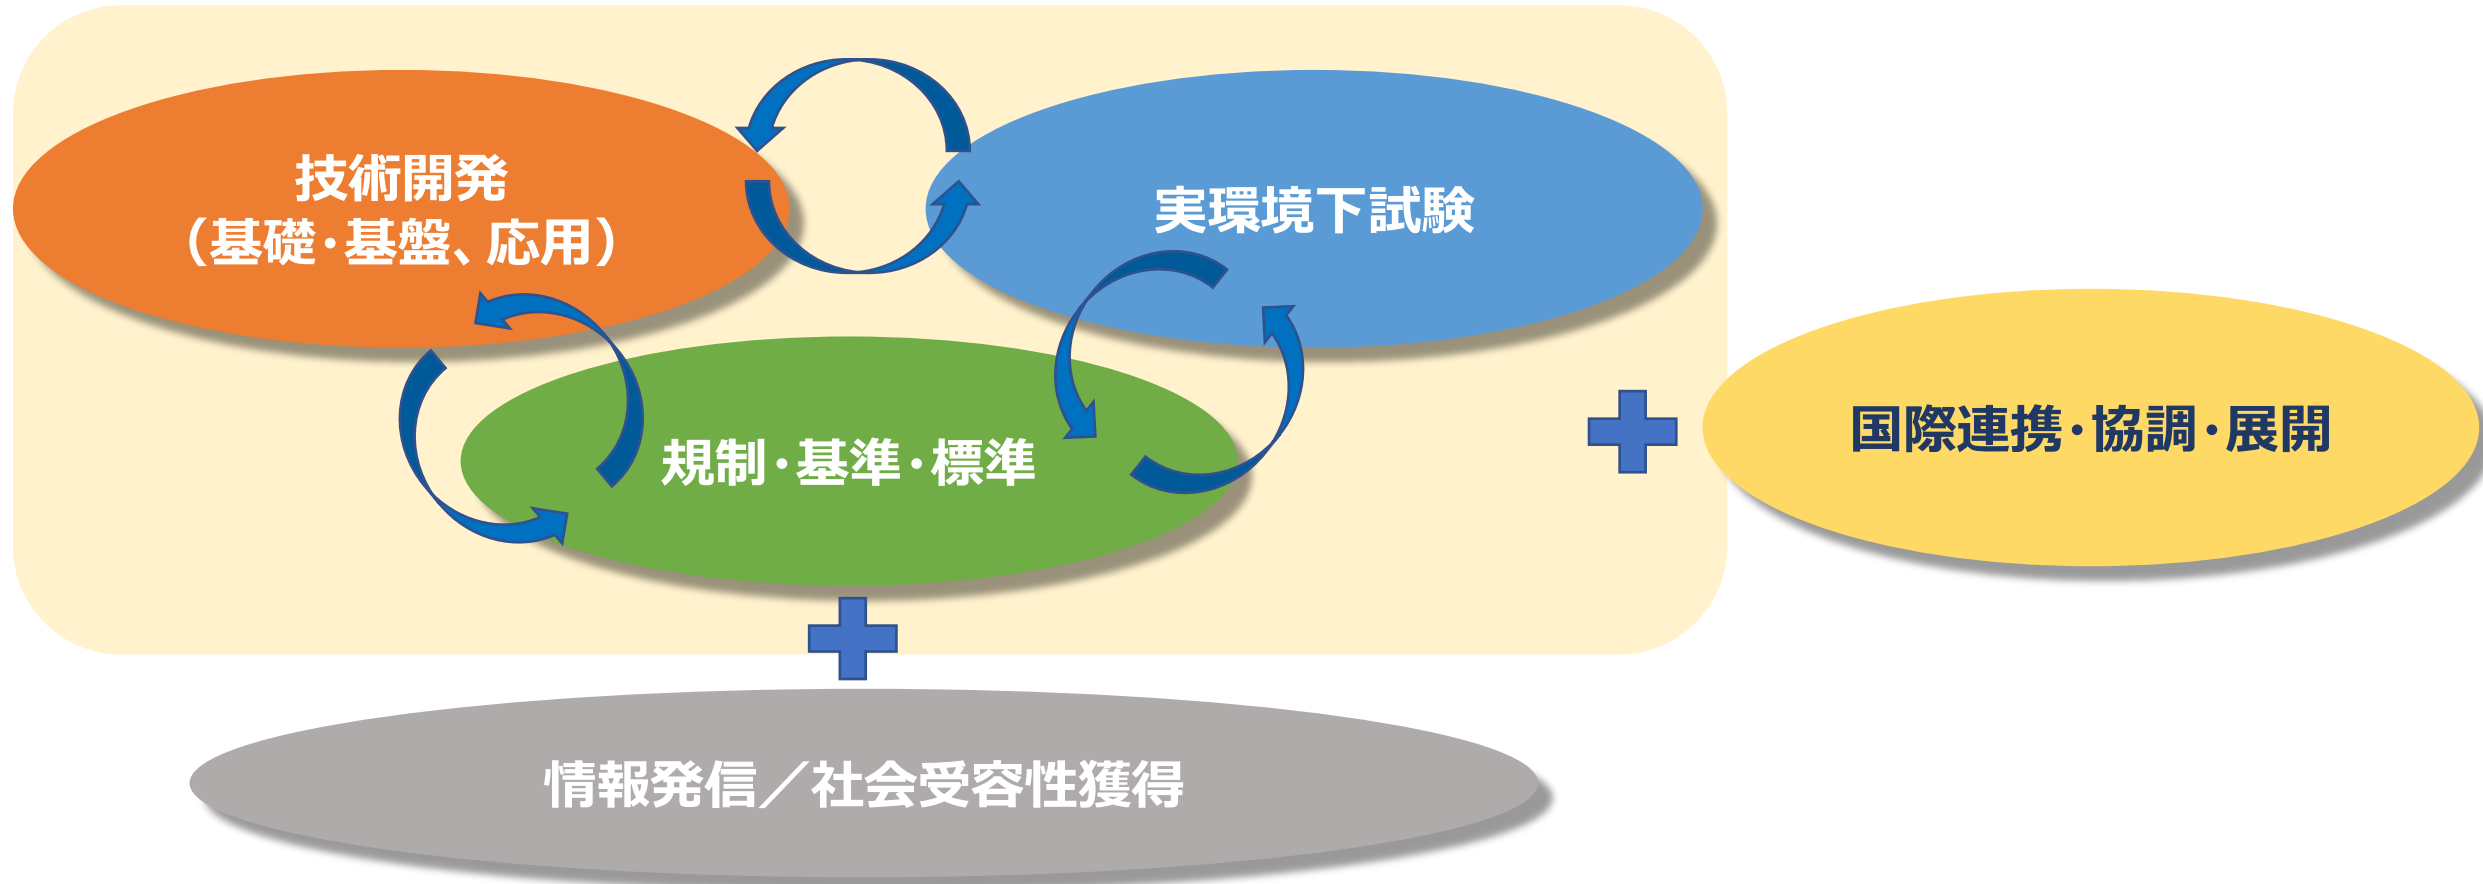 技術開発
（基礎・基盤、応用）
実環境下試験
規制・基準・標準
国際連携・協調・展開
情報発信／社会受容性獲得